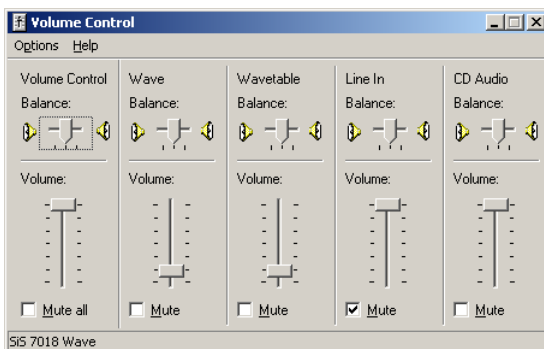 Volume Control
Options Help
Volume Control Wave Wavetable Line In CD Audio
Balance: Balance: Balance: Balance: Balance:
Volume: Volume: Volume: Volume: Volume:
Mute all Mute Mute Mute Mute
SiS 7018 Wave